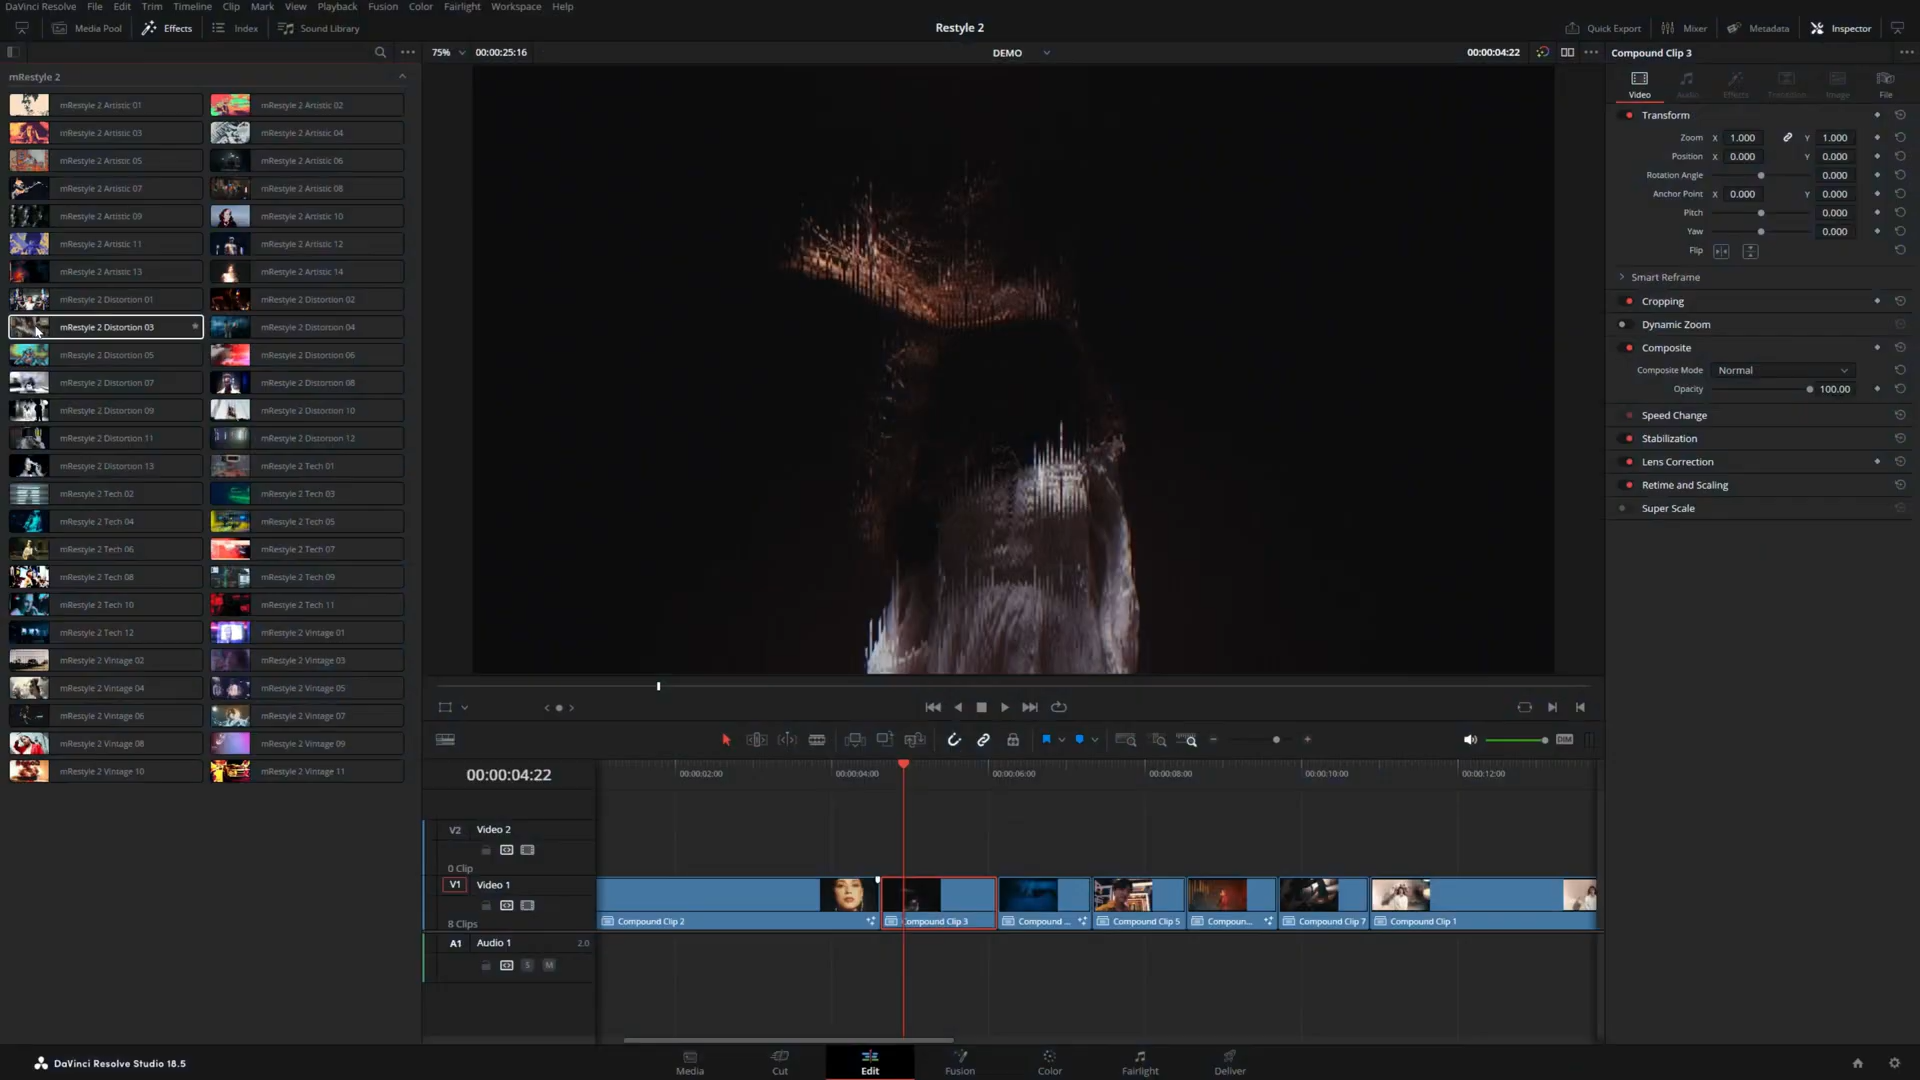 DaVinci Resolve File Edit Trim Timeline Clip Mark View Playback Fusion Color Fairlight Workspace Help
Media Pool Effects Index Sound Library Restyle 2 Quick Export Mixer Metadata Inspector
75% 00:00:25:16 DEMO 00:00:04:22 Compound Clip 3
mRestyle 2
mRestyle 2 Artistic 01 mRestyle 2 Artistic 02
mRestyle 2 Artistic 03 mRestyle 2 Artistic 04
mRestyle 2 Artistic 05 mRestyle 2 Artistic 06
mRestyle 2 Artistic 07 mRestyle 2 Artistic 08
mRestyle 2 Artistic 09 mRestyle 2 Artistic 10
mRestyle 2 Artistic 11 mRestyle 2 Artistic 12
mRestyle 2 Artistic 13 mRestyle 2 Artistic 14
mRestyle 2 Distortion 01 mRestyle 2 Distortion 02
mRestyle 2 Distortion 03 mRestyle 2 Distortion 04
mRestyle 2 Distortion 05 mRestyle 2 Distortion 06
mRestyle 2 Distortion 07 mRestyle 2 Distortion 08
mRestyle 2 Distortion 09 mRestyle 2 Distortion 10
mRestyle 2 Distortion 11 mRestyle 2 Distortion 12
mRestyle 2 Distortion 13 mRestyle 2 Tech 01
mRestyle 2 Tech 02 mRestyle 2 Tech 03
mRestyle 2 Tech 04 mRestyle 2 Tech 05
mRestyle 2 Tech 06 mRestyle 2 Tech 07
mRestyle 2 Tech 08 mRestyle 2 Tech 09
mRestyle 2 Tech 10 mRestyle 2 Tech 11
mRestyle 2 Tech 12 mRestyle 2 Vintage 01
mRestyle 2 Vintage 02 mRestyle 2 Vintage 03
mRestyle 2 Vintage 04 mRestyle 2 Vintage 05
mRestyle 2 Vintage 06 mRestyle 2 Vintage 07
mRestyle 2 Vintage 08 mRestyle 2 Vintage 09
mRestyle 2 Vintage 10 mRestyle 2 Vintage 11
Video Audio Effects Transition Image File
Transform
Zoom X 1.000 Y 1.000
Position X 0.000 Y 0.000
Rotation Angle 0.000
Anchor Point X 0.000 Y 0.000
Pitch 0.000
Yaw 0.000
Flip
Smart Reframe
Cropping
Dynamic Zoom
Composite
Composite Mode Normal
Opacity 100.00
Speed Change
Stabilization
Lens Correction
Retime and Scaling
Super Scale
DIM
00:00:04:22 00:00:02:00 00:00:04:00 00:00:06:00 00:00:08:00 00:00:10:00 00:00:12:00
V2 Video 2
0 Clip
V1 Video 1
8 Clips
Compound Clip 2 Compound Clip 3 Compound ... Compound Clip 5 Compoun... Compound Clip 7 Compound Clip 1
A1 Audio 1 2.0
S M
DaVinci Resolve Studio 18.5
Media Cut Edit Fusion Color Fairlight Deliver